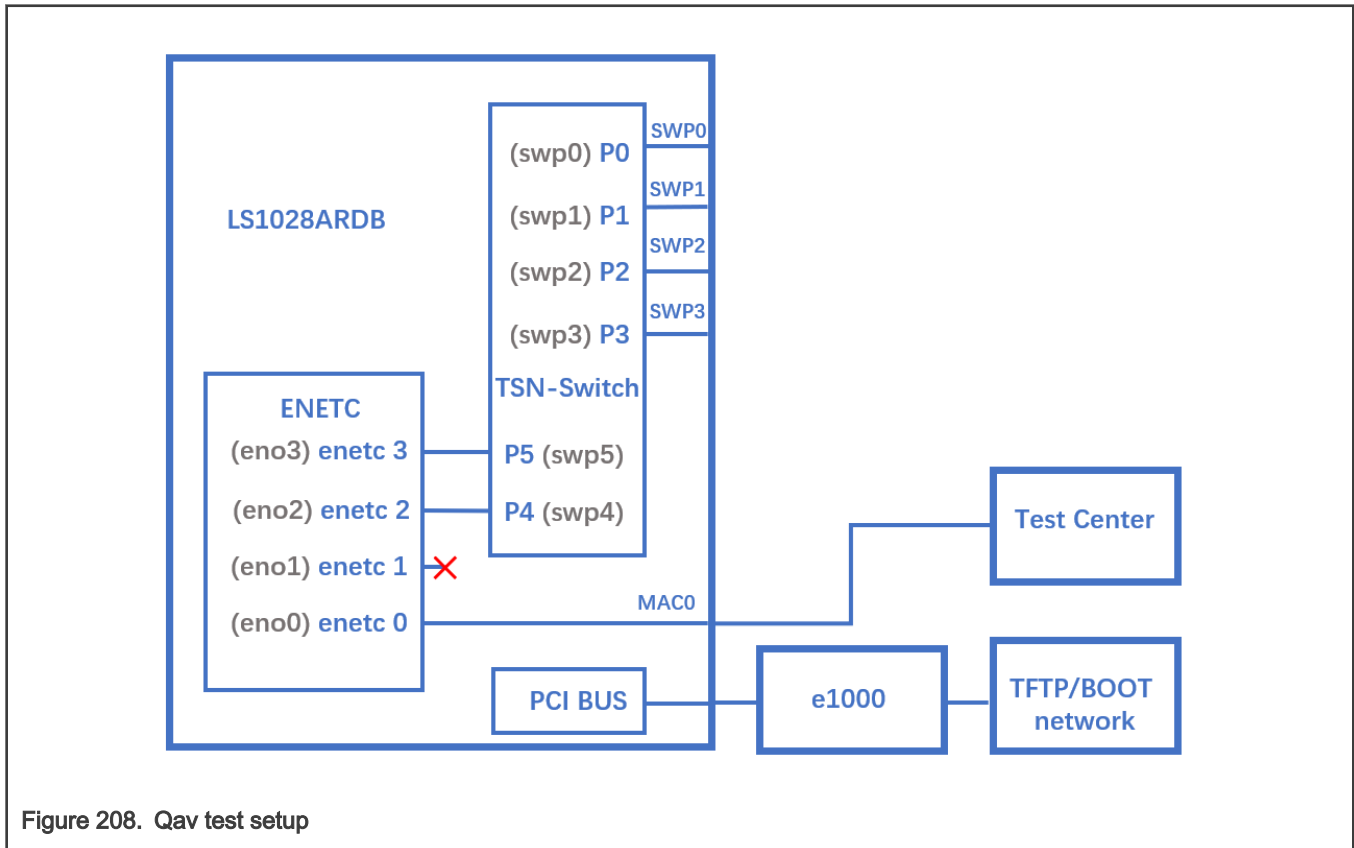 LS1028ARDB
(swp0) P0
SWP0
(swp1) P1
SWP1
(swp2) P2
SWP2
(swp3) P3
SWP3
TSN-Switch
P5 (swp5)
P4 (swp4)
ENETC
(eno3) enetc 3
(eno2) enetc 2
(eno1) enetc 1
(eno0) enetc 0
MAC0
PCI BUS
e1000
Test Center
TFTP/BOOT
network
Figure 208. Qav test setup